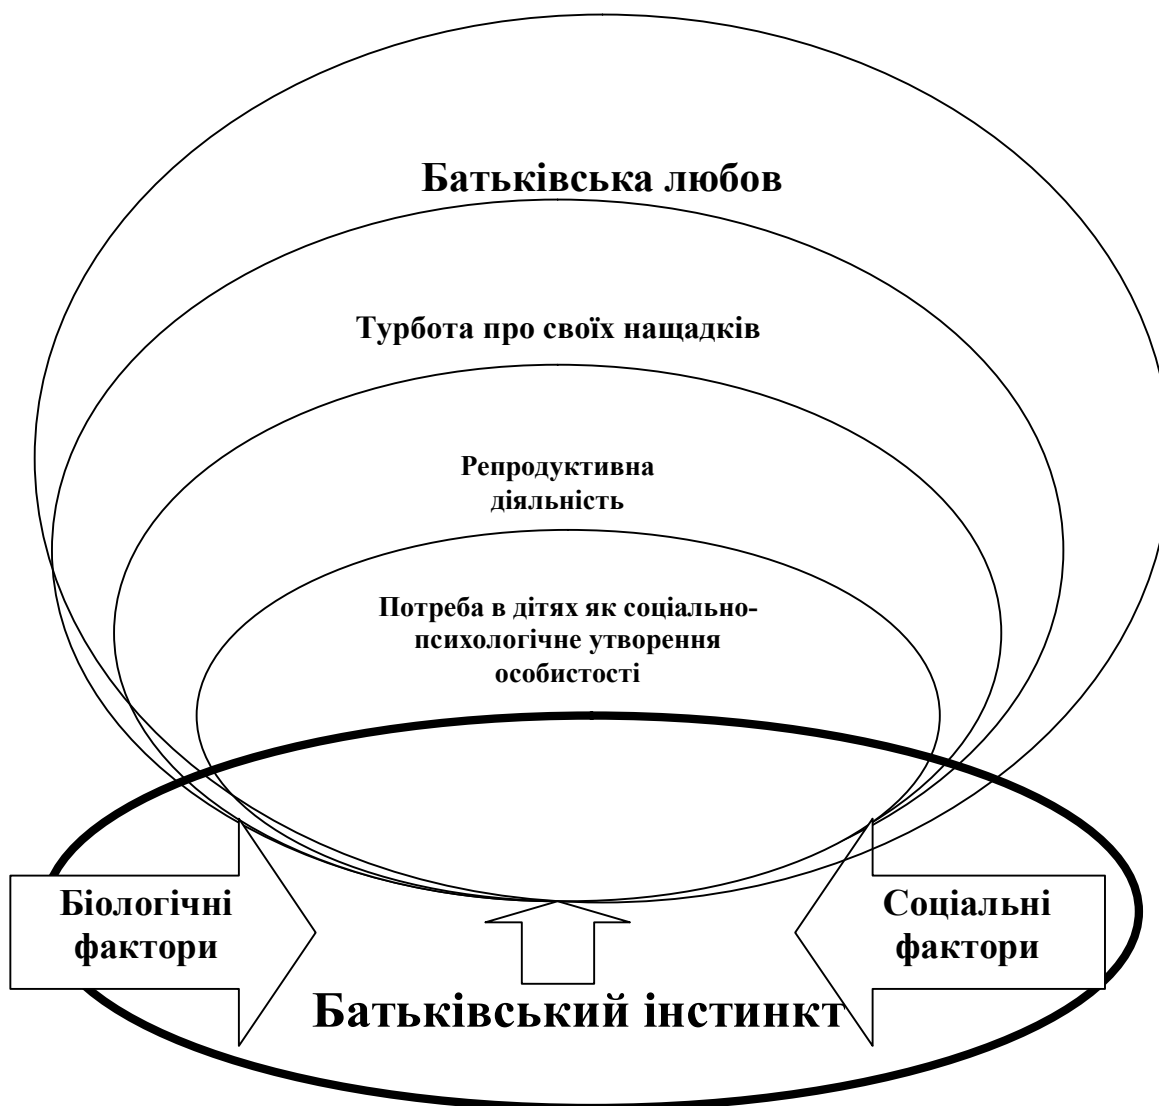 Батьківська любов
Турбота про своїх нащадків
Репродуктивна
діяльність
Потреба в дітях як соціально-
психологічне утворення
особистості
Біологічні
фактори
Соціальні
фактори
Батьківський інстинкт